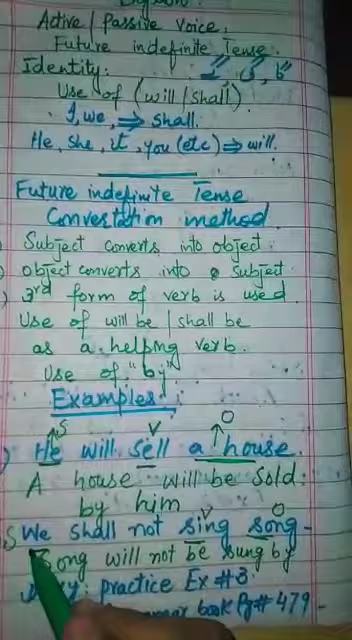 Active / Passive Voice:
Future indefinite Tense.
Identity:
Use of (will / shall)
I, we, ⇒ shall.
He, she, it, you (etc) ⇒ will.
Future indefinite Tense
Convertation method
Subject converts into object.
object converts into Subject.
3rd form of verb is used
Use of will be / shall be
as a helping verb.
Use of "by"
Examples
S V O
He will sell a house.
A house will be Sold
by him
S V O
We shall not sing song.
Song will not be sung by
practice Ex #3
book Pg# 479